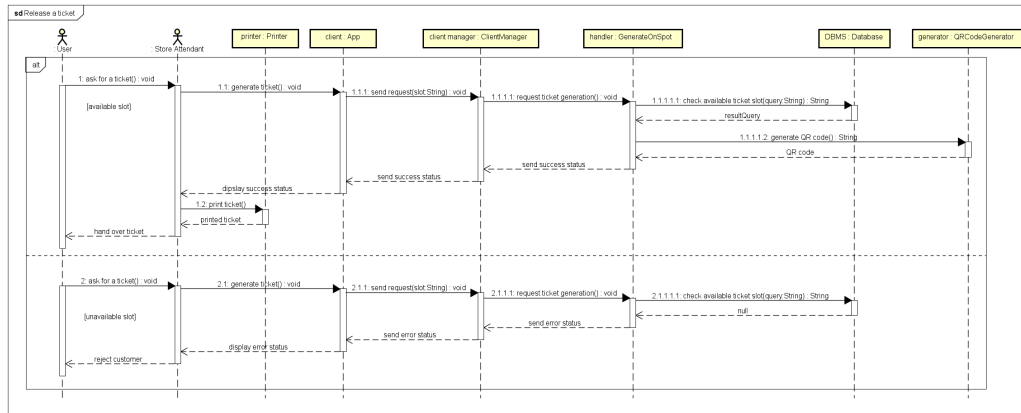 sd Release a ticket
: User
: Store Attendant
printer : Printer
client : App
client manager : ClientManager
handler : GenerateOnSpot
DBMS : Database
generator : QRCodeGenerator
alt
1: ask for a ticket() : void
1.1: generate ticket() : void
1.1.1: send request(slot:String) : void
1.1.1.1: request ticket generation() : void
1.1.1.1.1: check available ticket slot(query:String) : String
[available slot]
resultQuery
1.1.1.1.2: generate QR code() : String
QR code
send success status
send success status
dipslay success status
1.2: print ticket()
printed ticket
hand over ticket
2: ask for a ticket() : void
2.1: generate ticket() : void
2.1.1: send request(slot:String) : void
2.1.1.1: request ticket generation() : void
2.1.1.1.1: check available ticket slot(query:String) : String
[unavailable slot]
null
send error status
send error status
display error status
reject customer